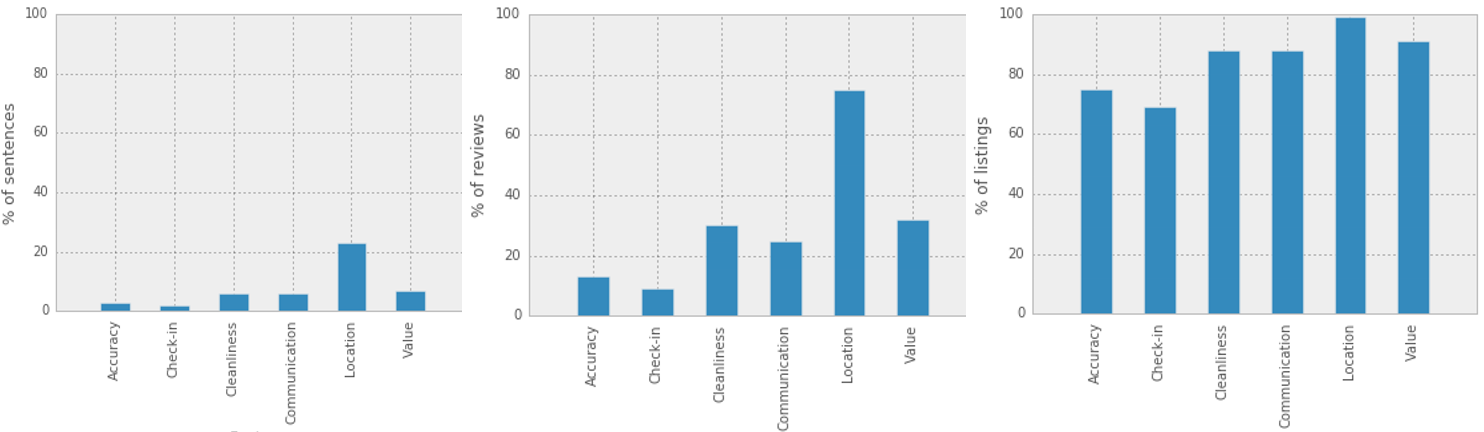 100
80
60
40
20
0
% of sentences
Accuracy
Check-in
Cleanliness
Communication
Location
Value
100
80
60
40
20
0
% of reviews
Accuracy
Check-in
Cleanliness
Communication
Location
Value
100
80
60
40
20
0
% of listings
Accuracy
Check-in
Cleanliness
Communication
Location
Value